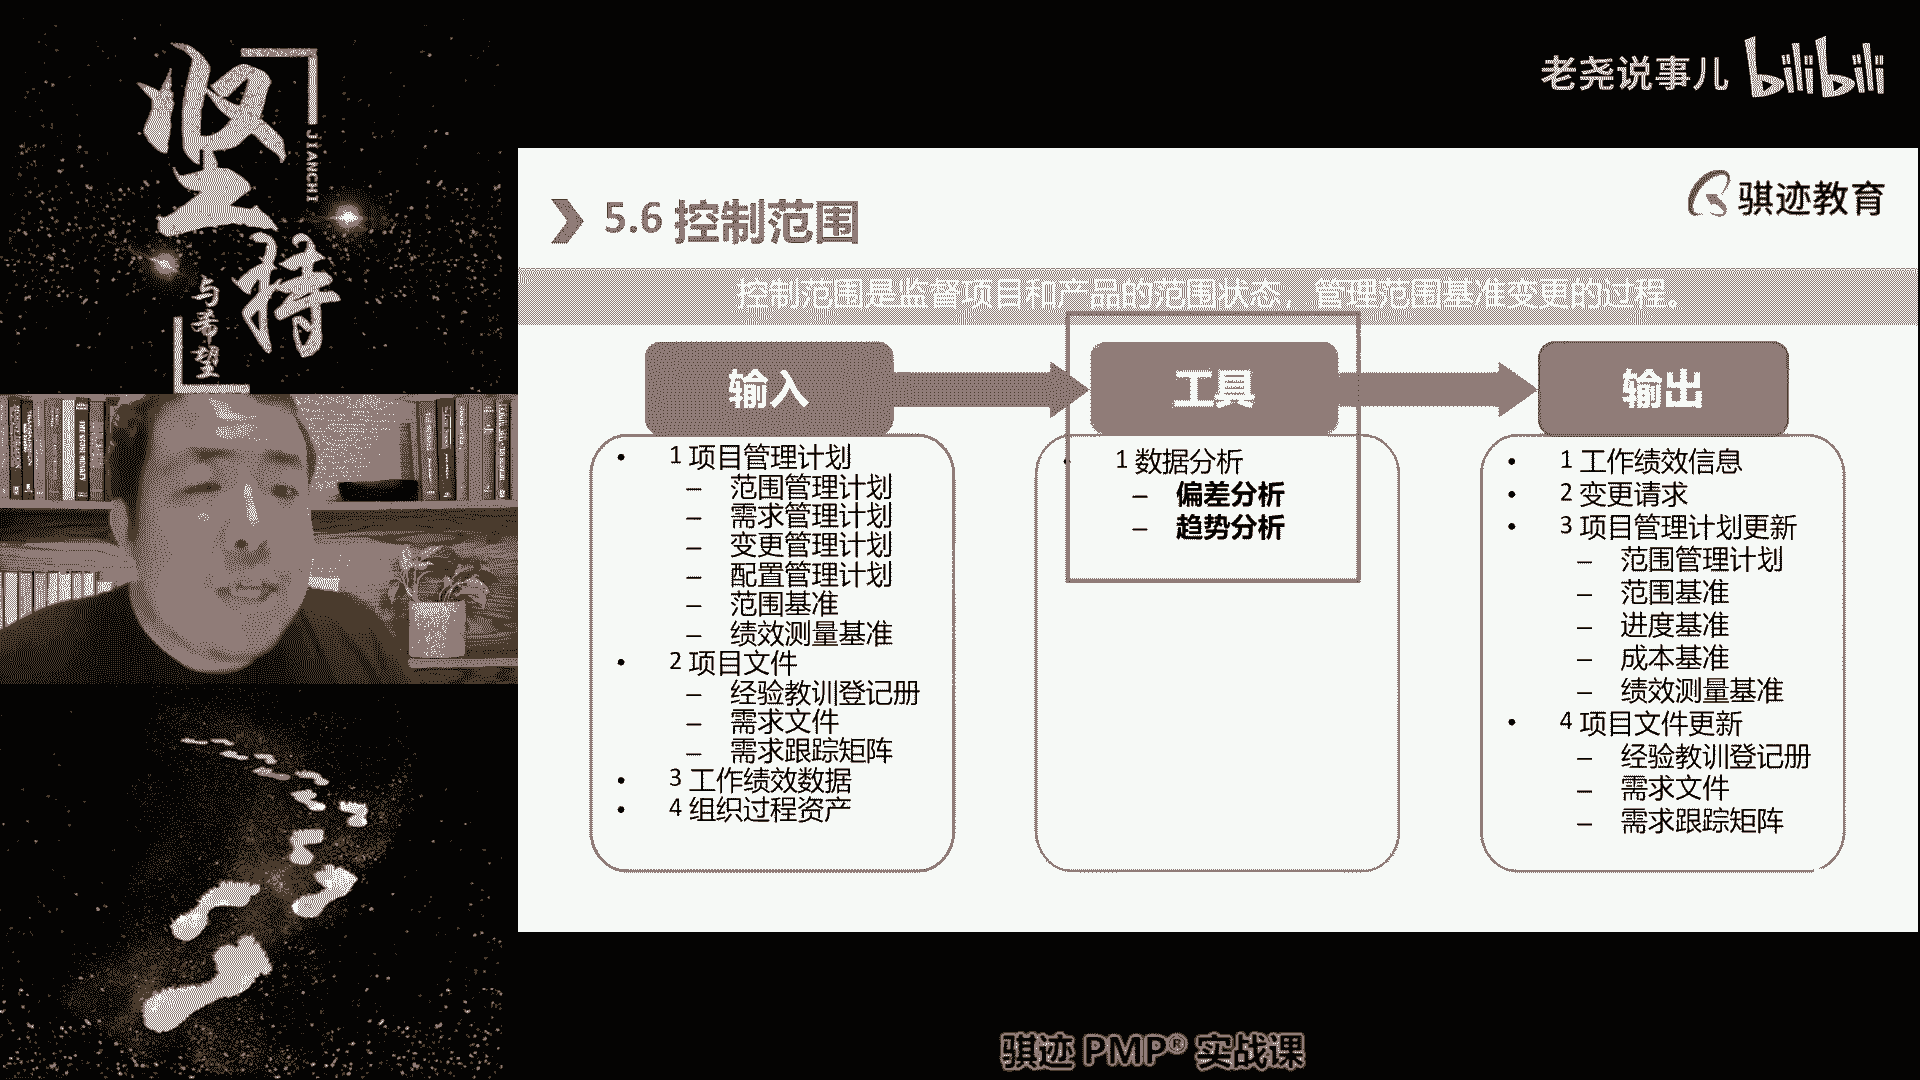 坚持
JIANCHI
与希望
老尧说事儿 bilibili
骐迹教育
5.6 控制范围
控制范围是监督项目和产品的范围状态，管理范围基准变更的过程。
输入
• 1 项目管理计划
– 范围管理计划
– 需求管理计划
– 变更管理计划
– 配置管理计划
– 范围基准
– 绩效测量基准
• 2 项目文件
– 经验教训登记册
– 需求文件
– 需求跟踪矩阵
• 3 工作绩效数据
• 4 组织过程资产
工具
• 1 数据分析
– 偏差分析
– 趋势分析
输出
• 1 工作绩效信息
• 2 变更请求
• 3 项目管理计划更新
– 范围管理计划
– 范围基准
– 进度基准
– 成本基准
– 绩效测量基准
• 4 项目文件更新
– 经验教训登记册
– 需求文件
– 需求跟踪矩阵
骐迹 PMP® 实战课